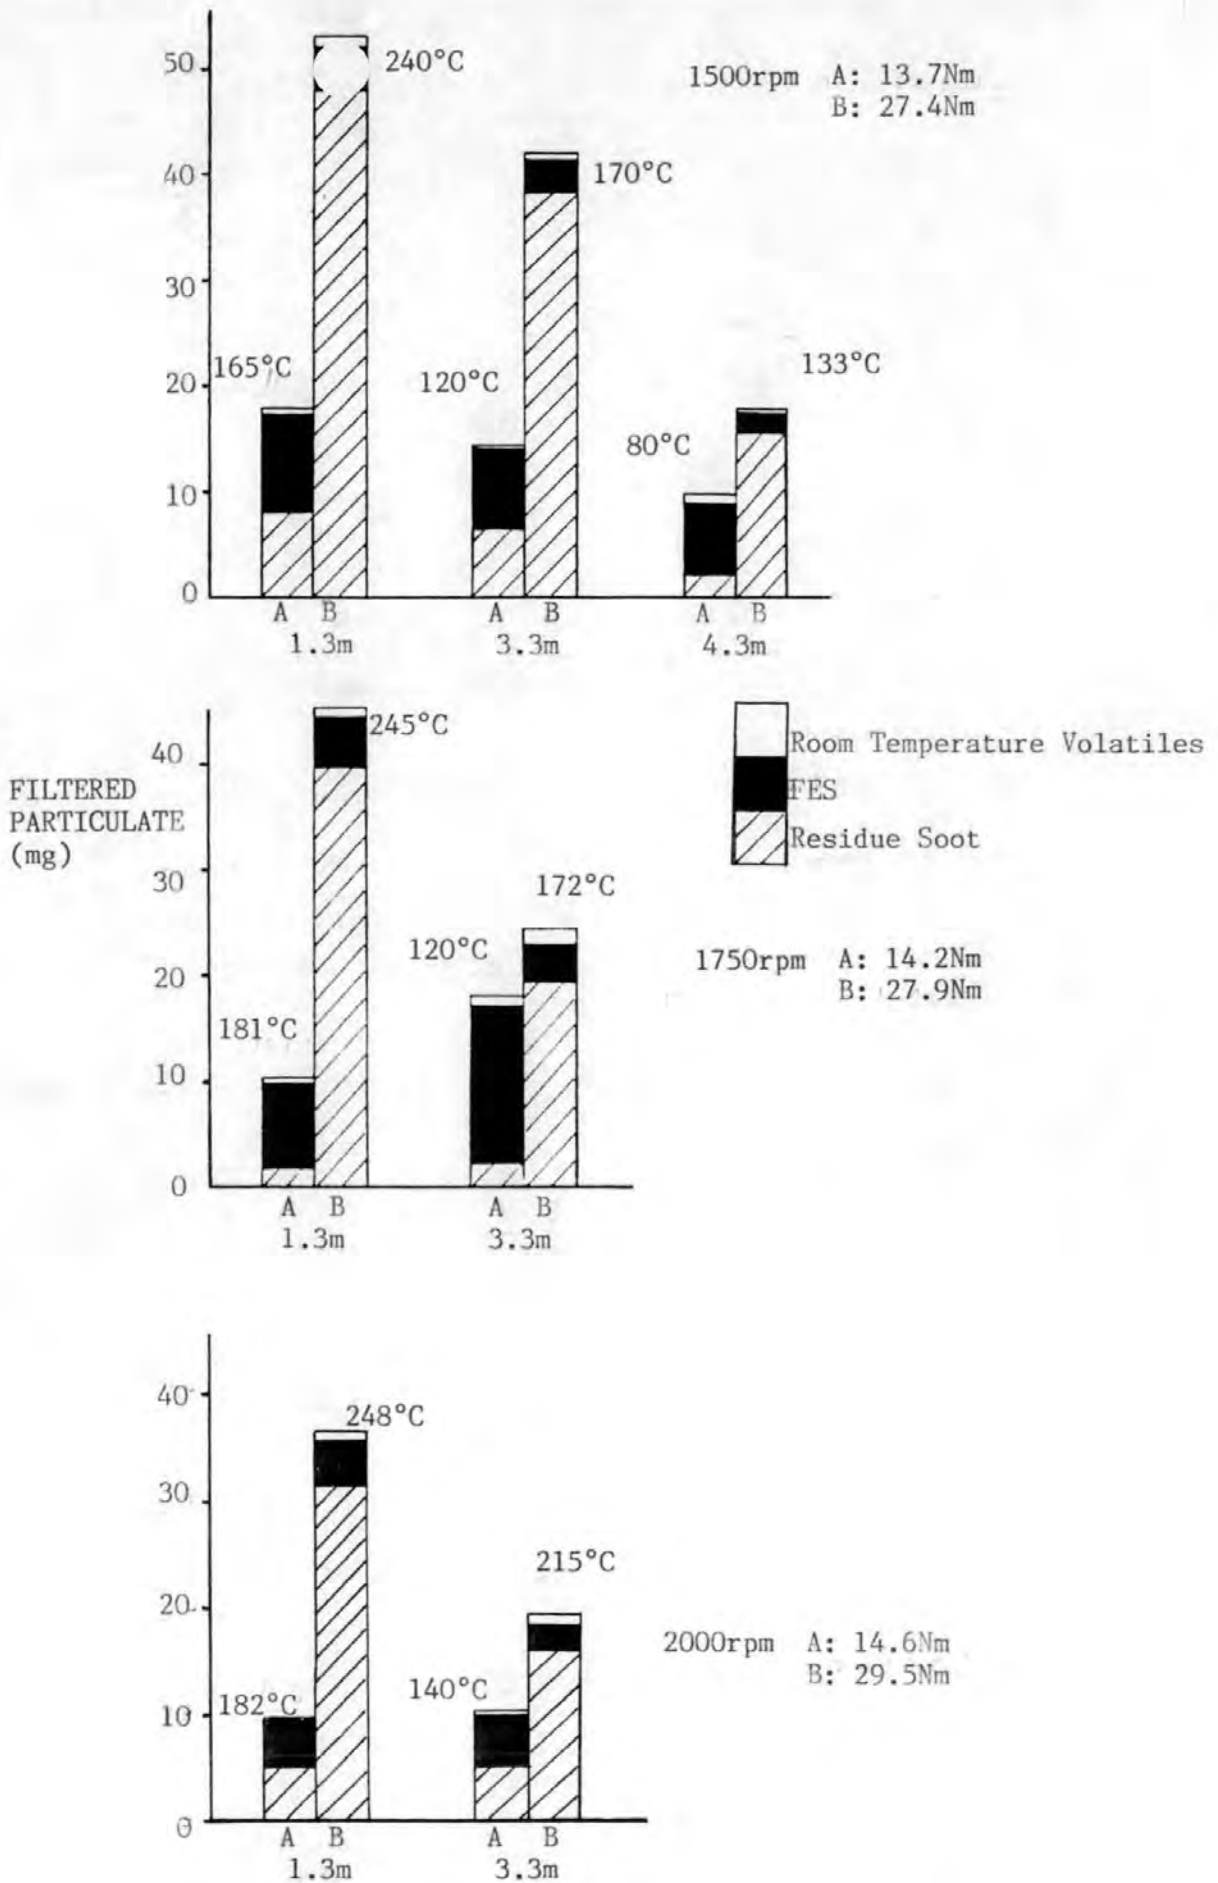 50
240°C
1500rpm A: 13.7Nm
B: 27.4Nm
40
170°C
30
165°C
20
120°C
133°C
80°C
10
0
A B
A B
A B
1.3m
3.3m
4.3m
245°C
40
Room Temperature Volatiles
FILTERED
PARTICULATE
(mg)
FES
Residue Soot
30
172°C
120°C
20
1750rpm A: 14.2Nm
B: 27.9Nm
181°C
10
0
A B
A B
1.3m
3.3m
40
248°C
30
215°C
20
2000rpm A: 14.6Nm
B: 29.5Nm
140°C
182°C
10
0
A B
A B
1.3m
3.3m